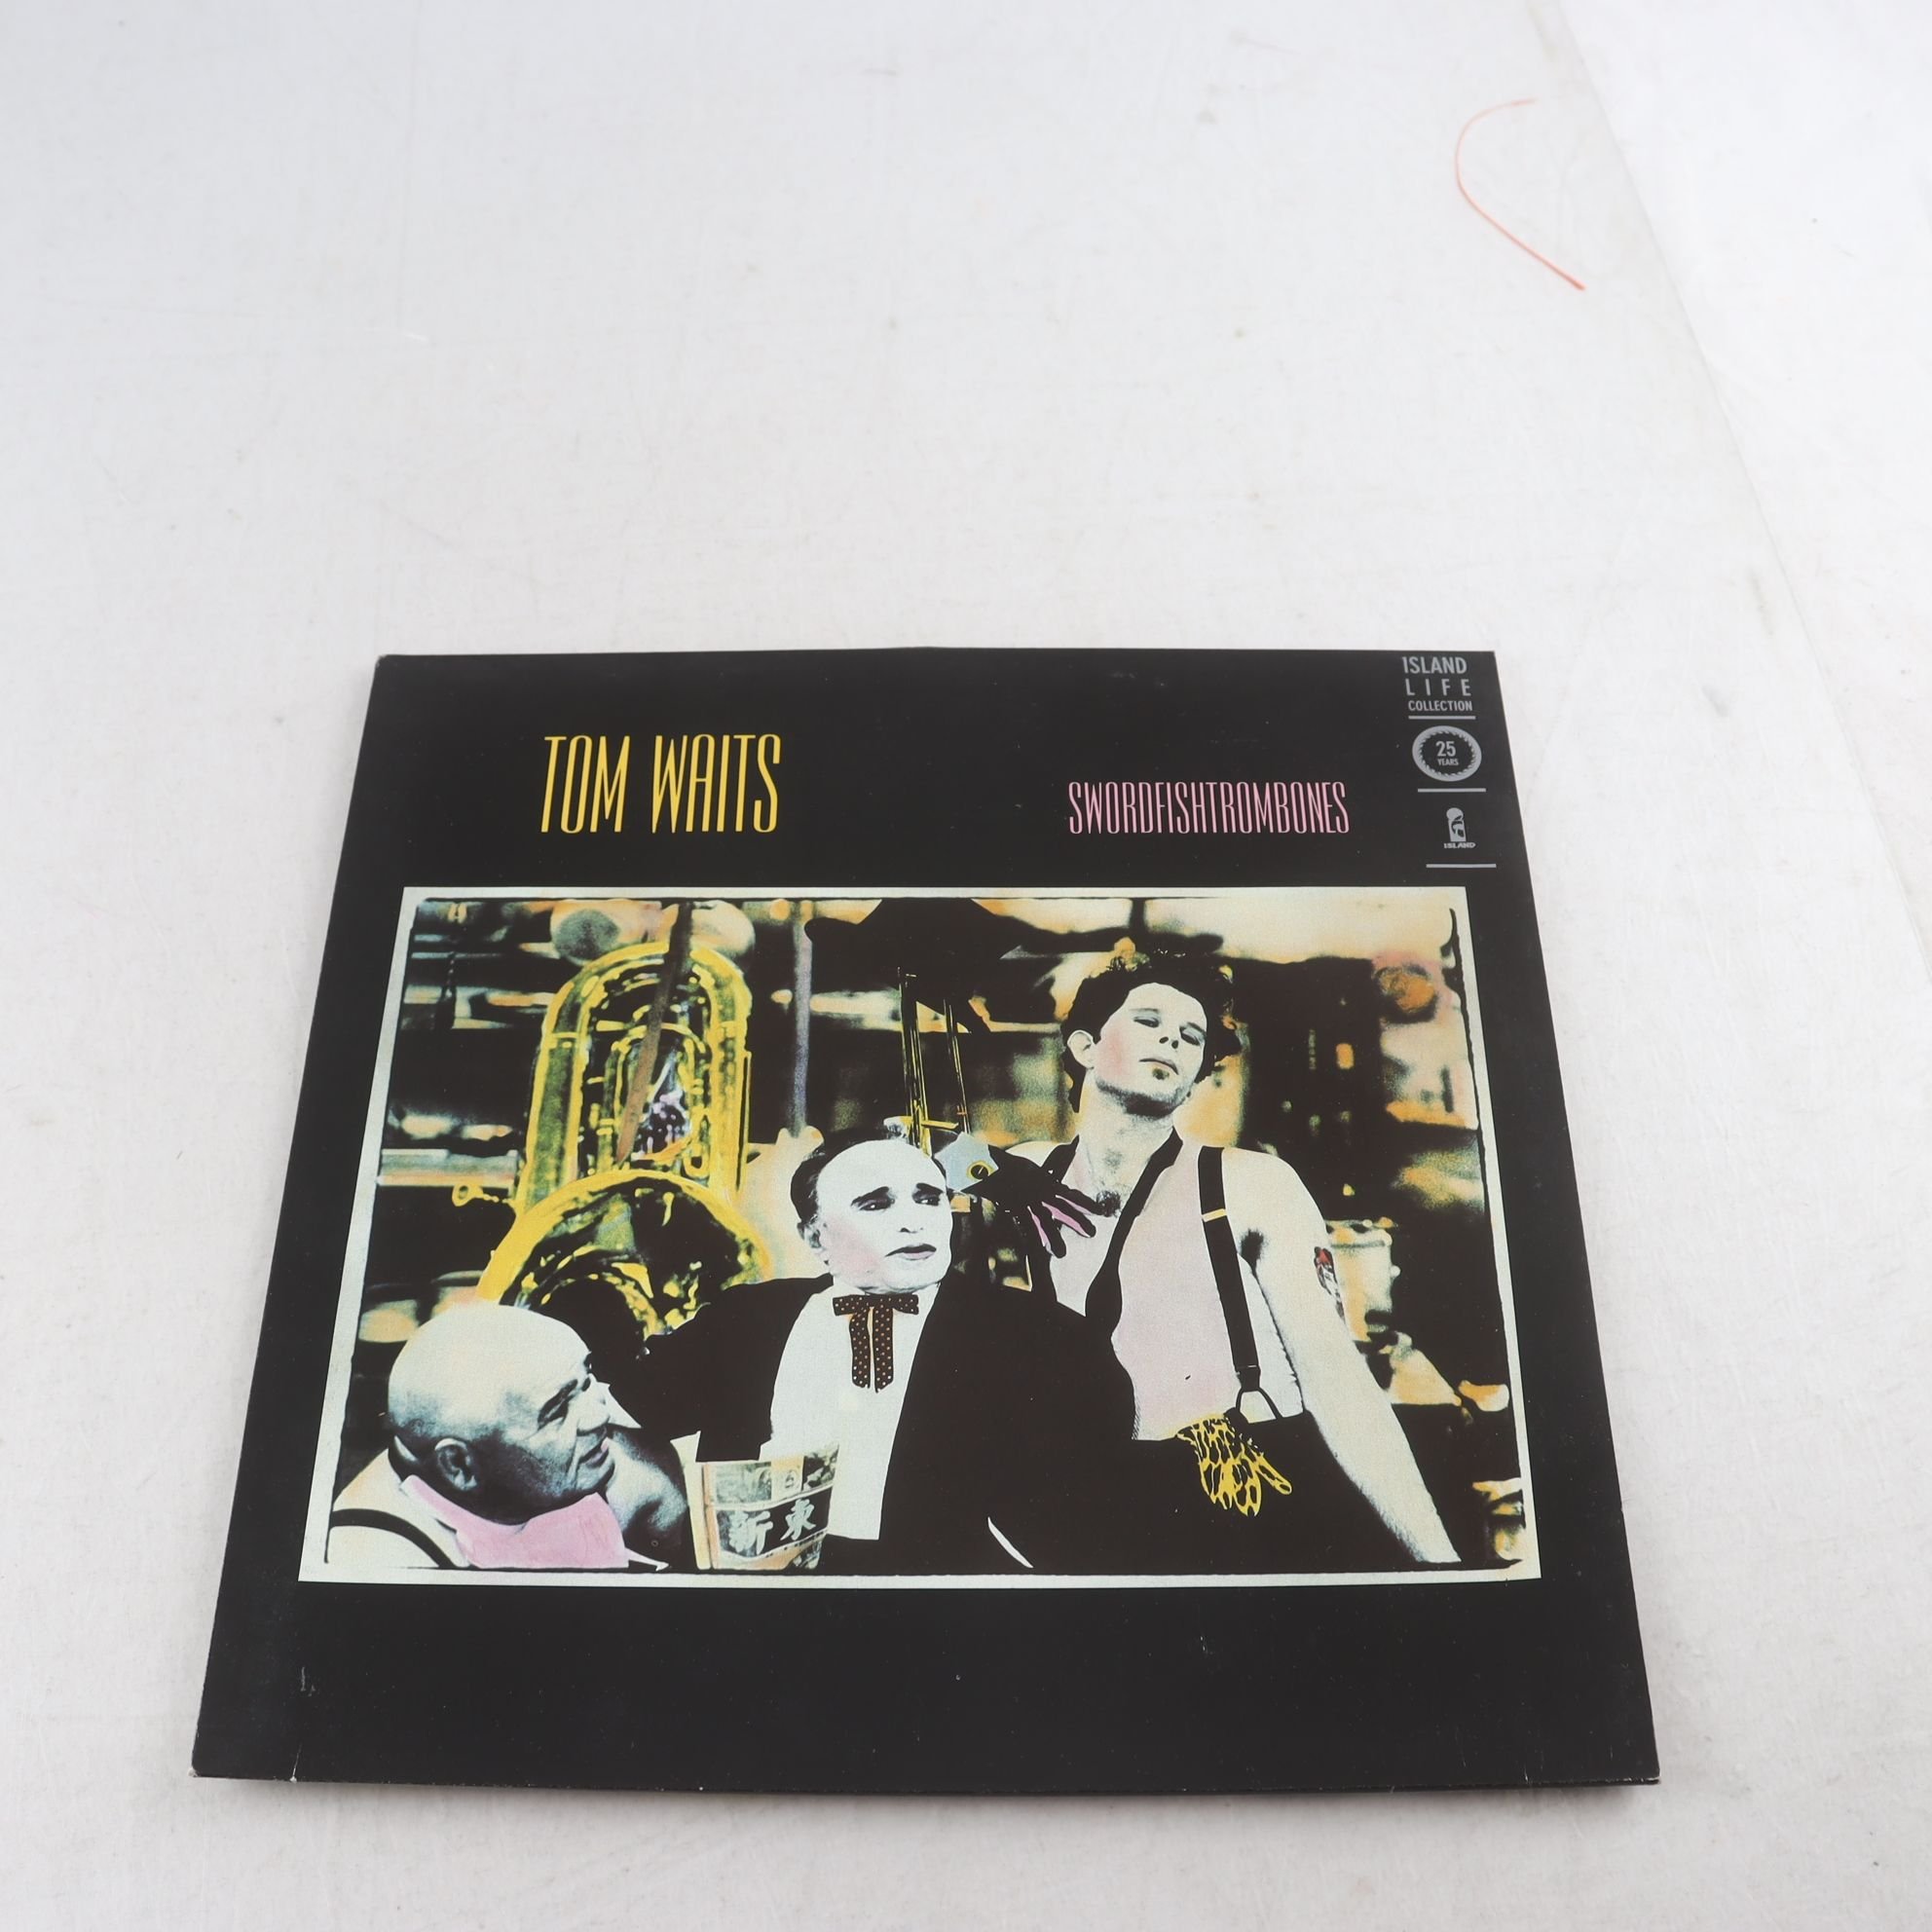 ISLAND
LIFE
COLLECTION
25
YEARS
ISLAND
TOM WAITS
SWORDFISHTROMBONES
新東